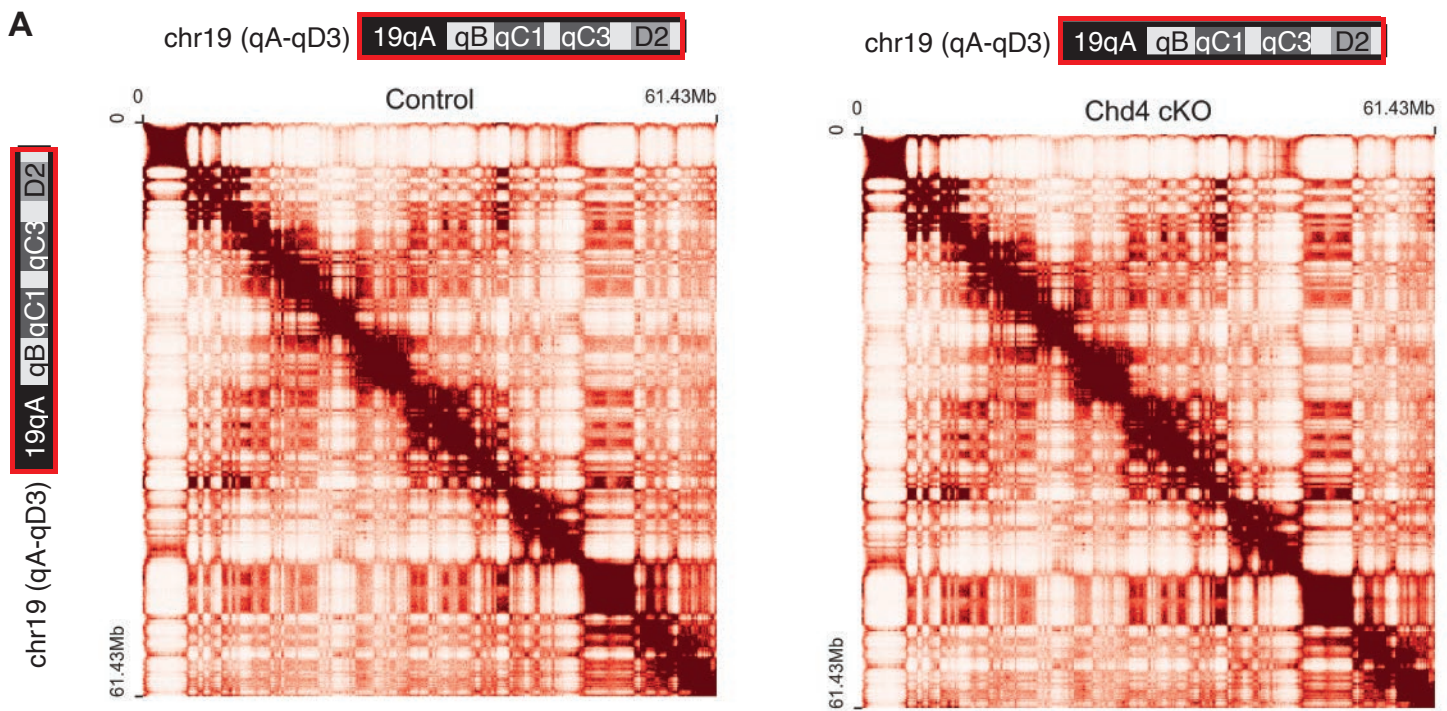 A
chr19 (qA-qD3) 19qA qB qC1 qC3 D2
chr19 (qA-qD3) 19qA qB qC1 qC3 D2
0 Control 61.43Mb
0 Chd4 cKO 61.43Mb
0
0
chr19 (qA-qD3) 19qA qB qC1 qC3 D2
61.43Mb
61.43Mb